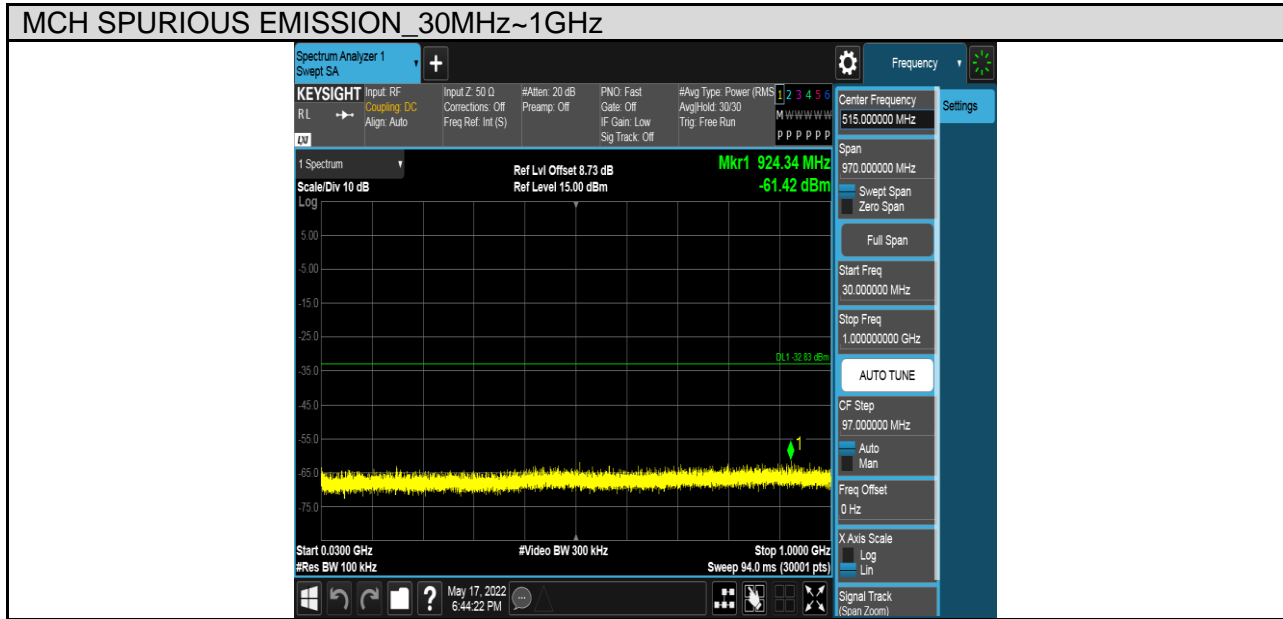 MCH SPURIOUS EMISSION_30MHz~1GHz
Spectrum Analyzer 1
Swept SA
+
Frequency
KEYSIGHT
RL
LXI
Input: RF
Coupling: DC
Align: Auto
Input Z: 50 Ω
Corrections: Off
Freq Ref: Int (S)
#Atten: 20 dB
Preamp: Off
PNO: Fast
Gate: Off
IF Gain: Low
Sig Track: Off
#Avg Type: Power (RMS
Avg|Hold: 30/30
Trig: Free Run
1 2 3 4 5 6
M W W W W W
P P P P P P
Center Frequency
515.000000 MHz
Settings
1 Spectrum
Scale/Div 10 dB
Ref Lvl Offset 8.73 dB
Ref Level 15.00 dBm
Mkr1 924.34 MHz
-61.42 dBm
Span
970.000000 MHz
Swept Span
Zero Span
Full Span
Start Freq
30.000000 MHz
Stop Freq
1.000000000 GHz
AUTO TUNE
CF Step
97.000000 MHz
Auto
Man
Freq Offset
0 Hz
X Axis Scale
Log
Lin
Signal Track
(Span Zoom)
Log
5.00
-5.00
-15.0
-25.0
-35.0
-45.0
-55.0
-65.0
-75.0
DL1 -32.83 dBm
1
Start 0.0300 GHz
#Res BW 100 kHz
#Video BW 300 kHz
Stop 1.0000 GHz
Sweep 94.0 ms (30001 pts)
?
May 17, 2022
6:44:22 PM